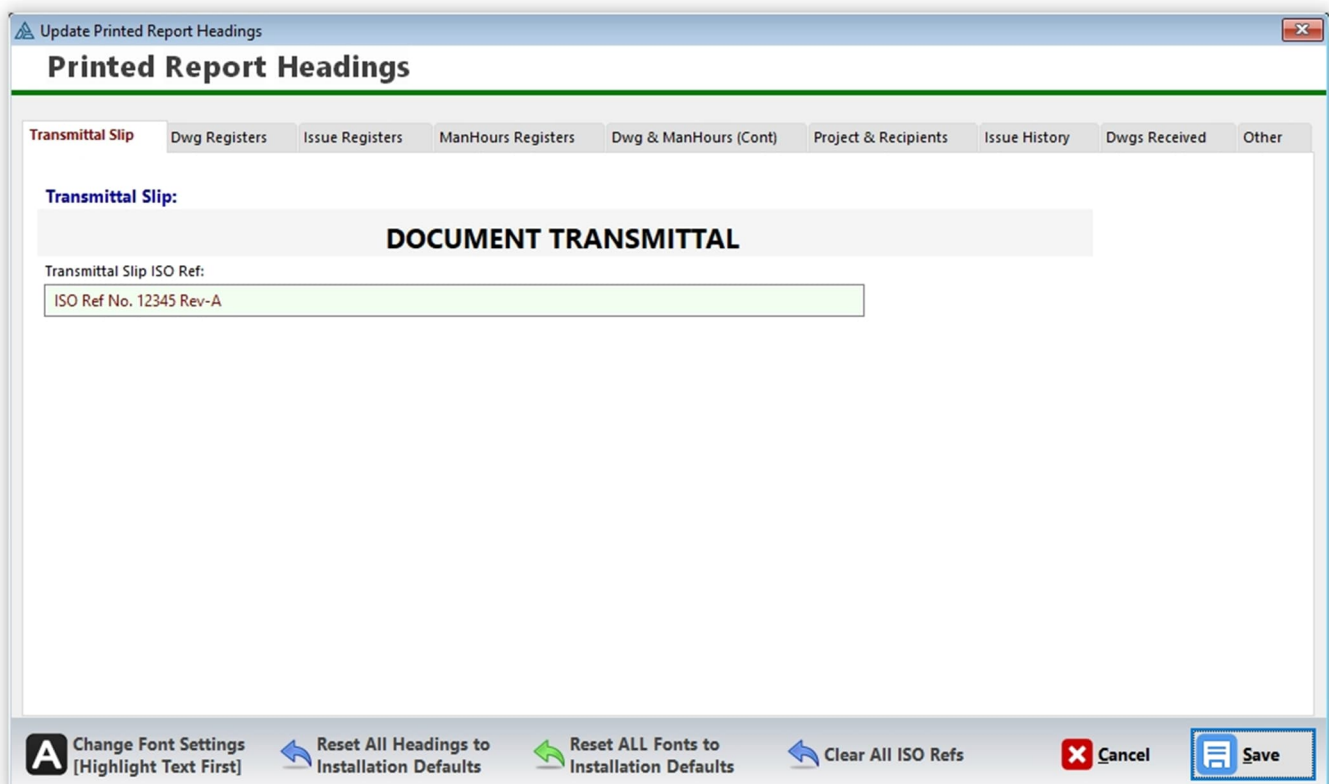 Update Printed Report Headings
Printed Report Headings
Transmittal Slip Dwg Registers Issue Registers ManHours Registers Dwg & ManHours (Cont) Project & Recipients Issue History Dwgs Received Other
Transmittal Slip:
DOCUMENT TRANSMITTAL
Transmittal Slip ISO Ref:
ISO Ref No. 12345 Rev-A
A Change Font Settings
[Highlight Text First]
Reset All Headings to
Installation Defaults
Reset ALL Fonts to
Installation Defaults
Clear All ISO Refs
Cancel
Save